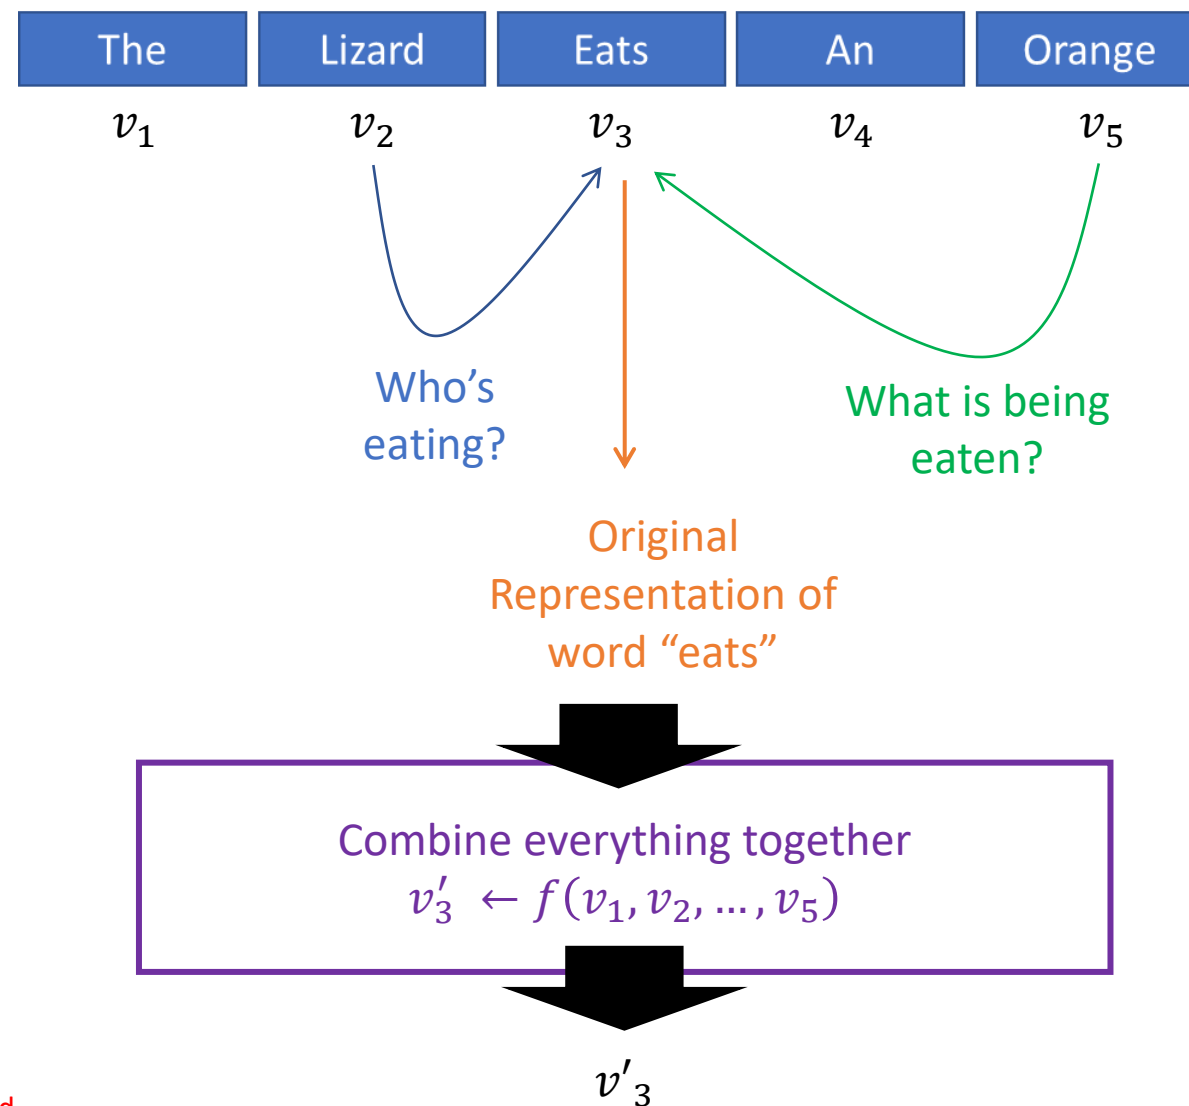 The Lizard Eats An Orange
v₁ v₂ v₃ v₄ v₅
Who's
eating?
What is being
eaten?
Original
Representation of
word “eats”
Combine everything together
v₃′ ← f(v₁, v₂, … , v₅)
v′₃